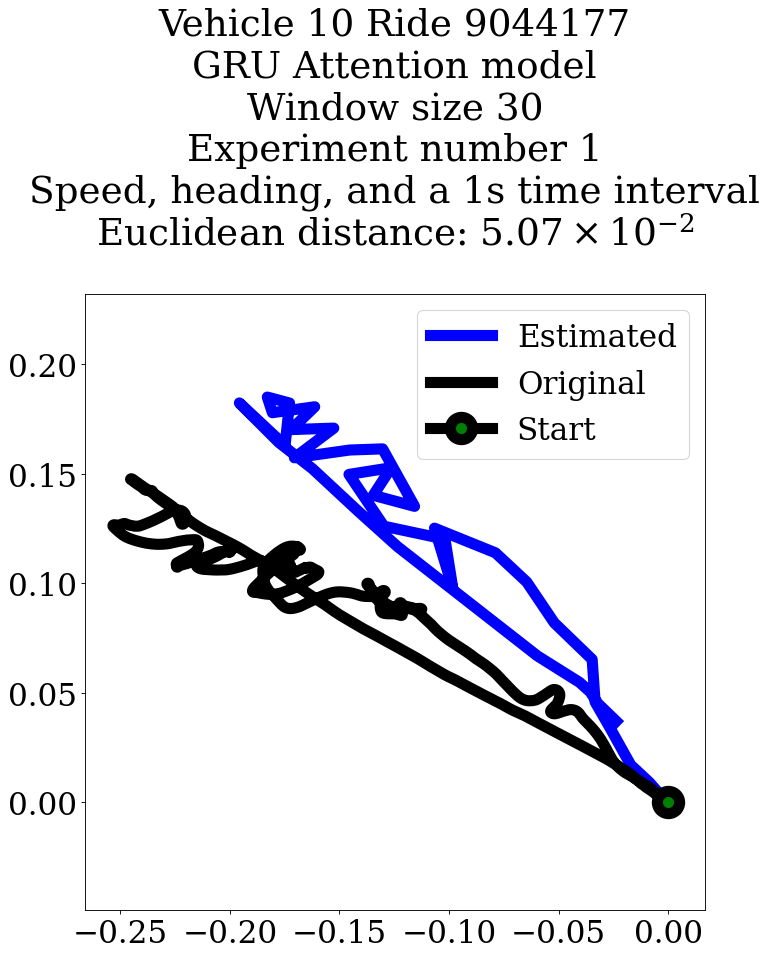 Vehicle 10 Ride 9044177
GRU Attention model
Window size 30
Experiment number 1
Speed, heading, and a 1s time interval
Euclidean distance: 5.07 × 10⁻²
Estimated
Original
Start
0.20
0.15
0.10
0.05
0.00
−0.25 −0.20 −0.15 −0.10 −0.05 0.00